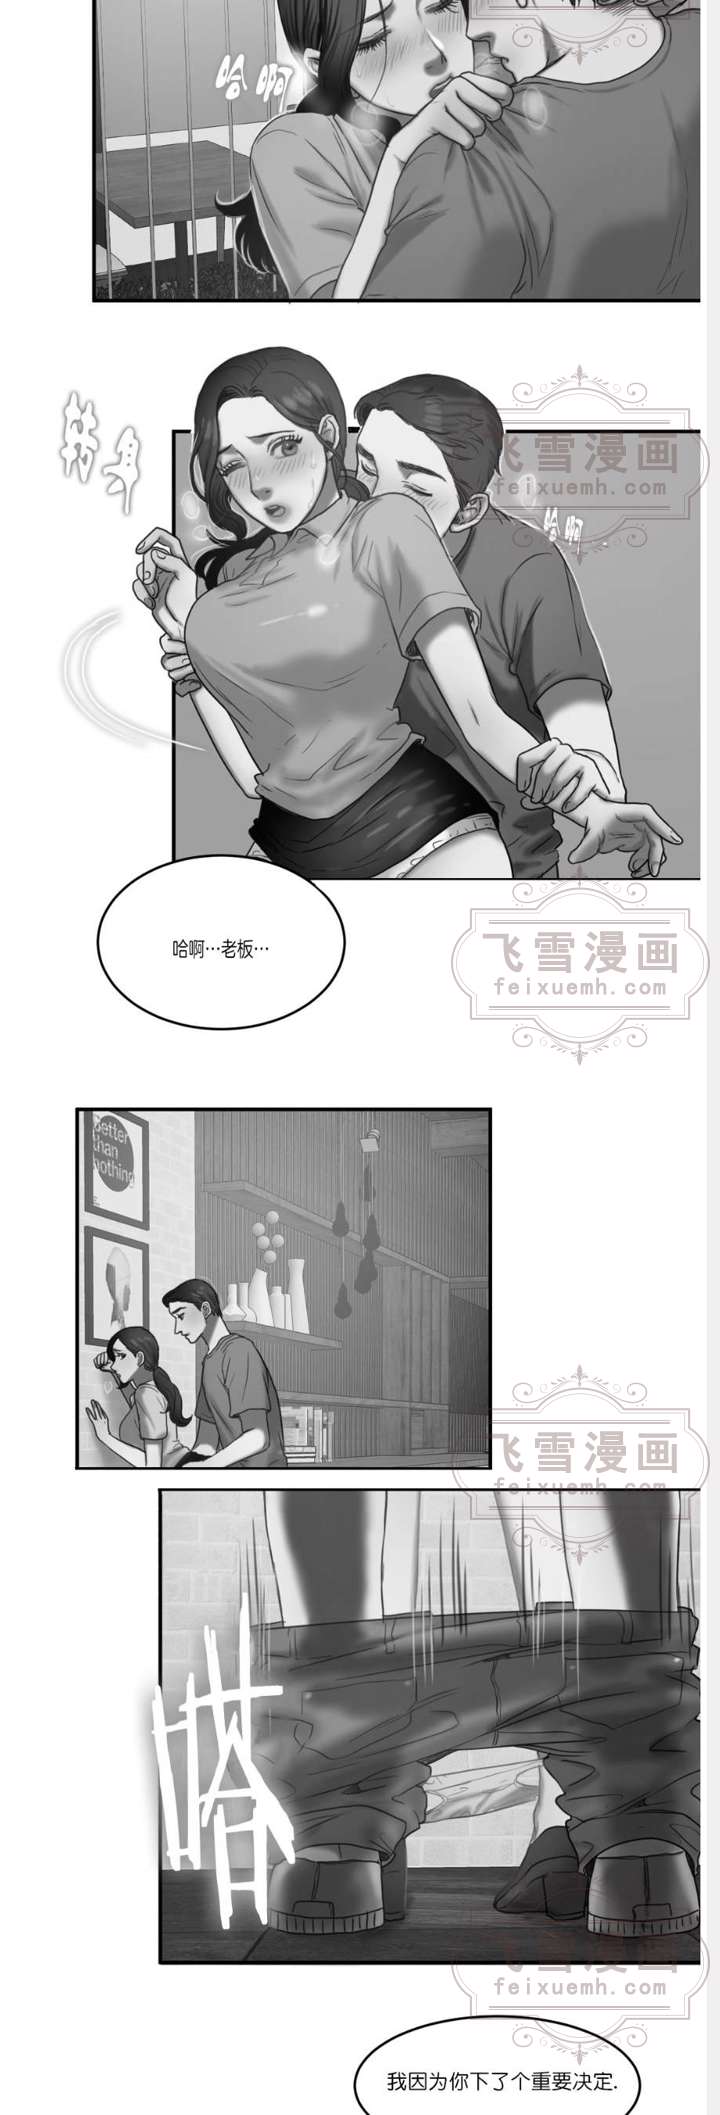 哈啊
转身
飞雪漫画
feixuemh.com
哈啊
哈啊…老板…
飞雪漫画
feixuemh.com
Better
than
nothing
飞雪漫画
feixuemh.com
哈
飞雪漫画
feixuemh.com
我因为你下了个重要决定.